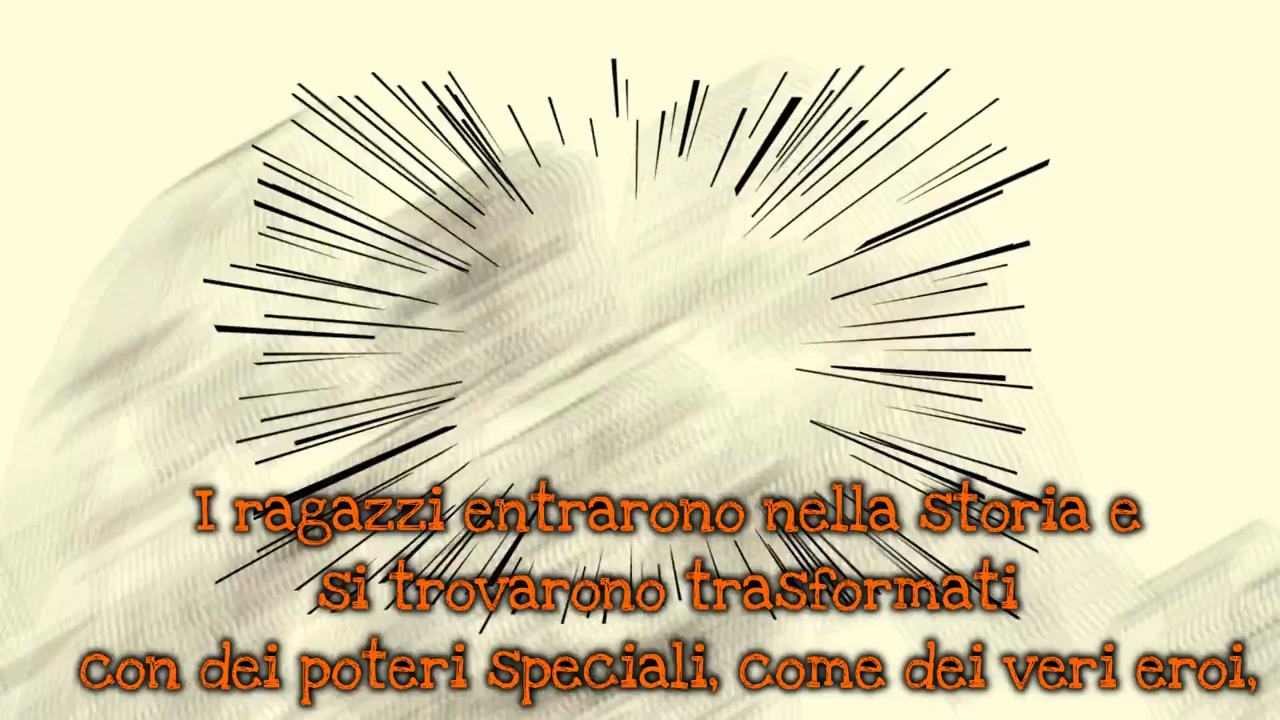 I ragazzi entrarono nella storia e
si trovarono trasformati
con dei poteri speciali, come dei veri eroi,